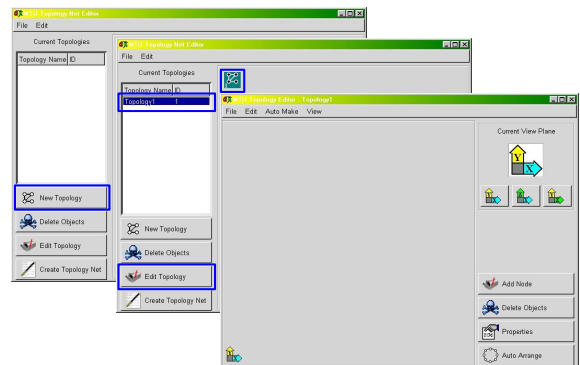 Topology Net Editor
File Edit
Current Topologies
Topology Name ID
New Topology
Delete Objects
Edit Topology
Create Topology Net
Topology Net Editor
File Edit
Current Topologies
Topology Name ID
Topology1 1
New Topology
Delete Objects
Edit Topology
Create Topology Net
Topology Editor : Topology1
File Edit Auto Make View
Current View Plane
Y
X
Add Node
Delete Objects
Properties
Auto Arrange